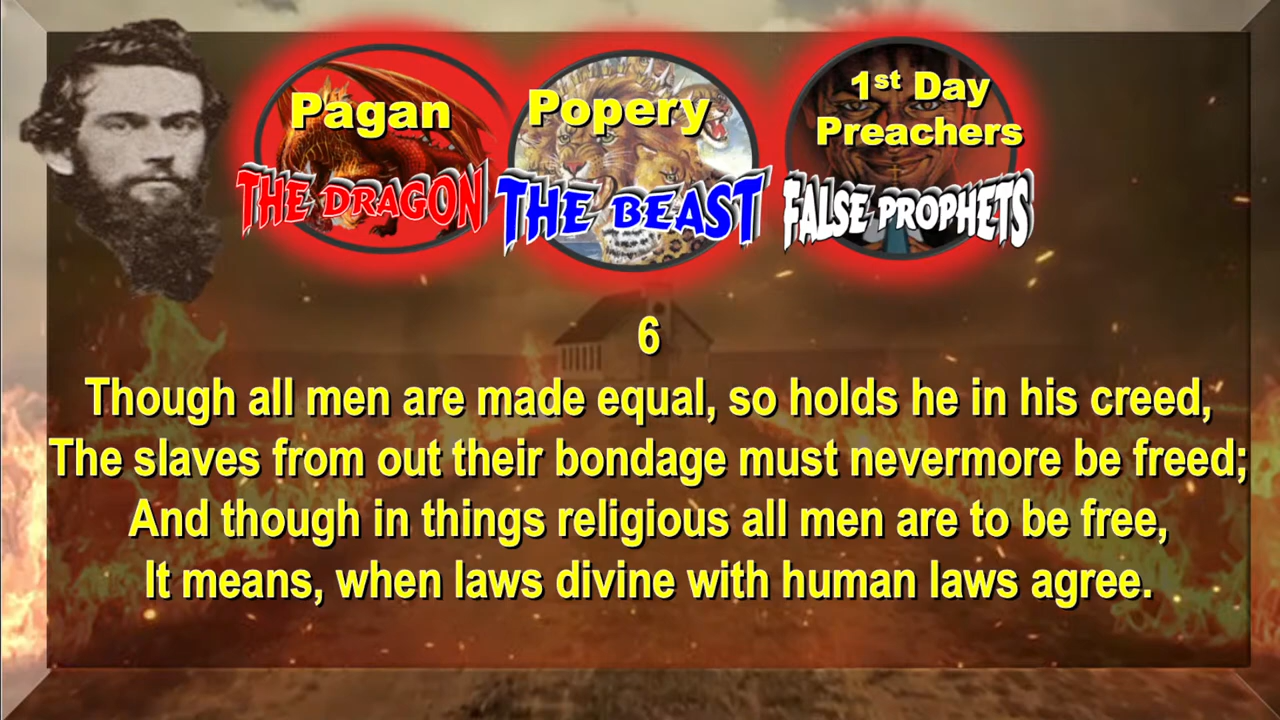 Pagan
THE DRAGON
Popery
THE BEAST
1st Day
Preachers
FALSE PROPHETS
6
Though all men are made equal, so holds he in his creed,
The slaves from out their bondage must nevermore be freed;
And though in things religious all men are to be free,
It means, when laws divine with human laws agree.